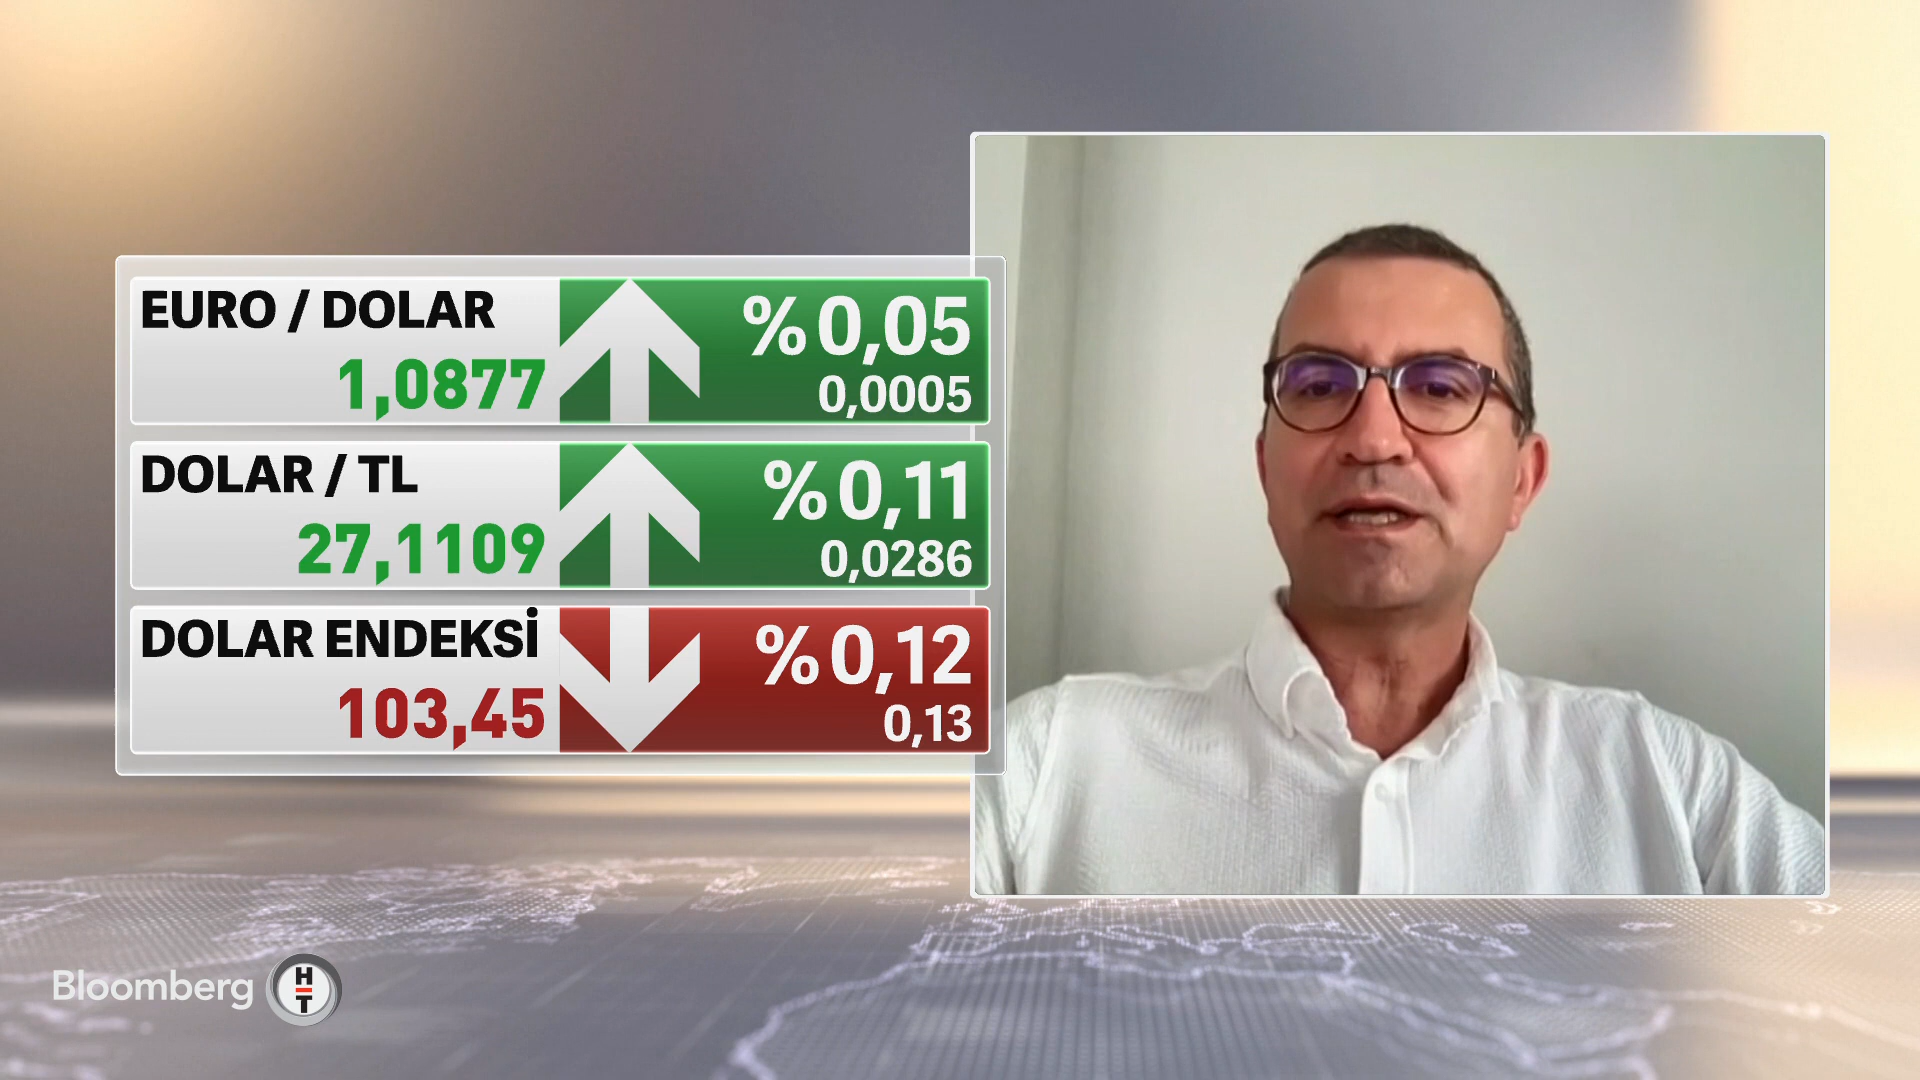 EURO / DOLAR
1,0877
%0,05
0,0005
DOLAR / TL
27,1109
%0,11
0,0286
DOLAR ENDEKSİ
103,45
%0,12
0,13
Bloomberg HT